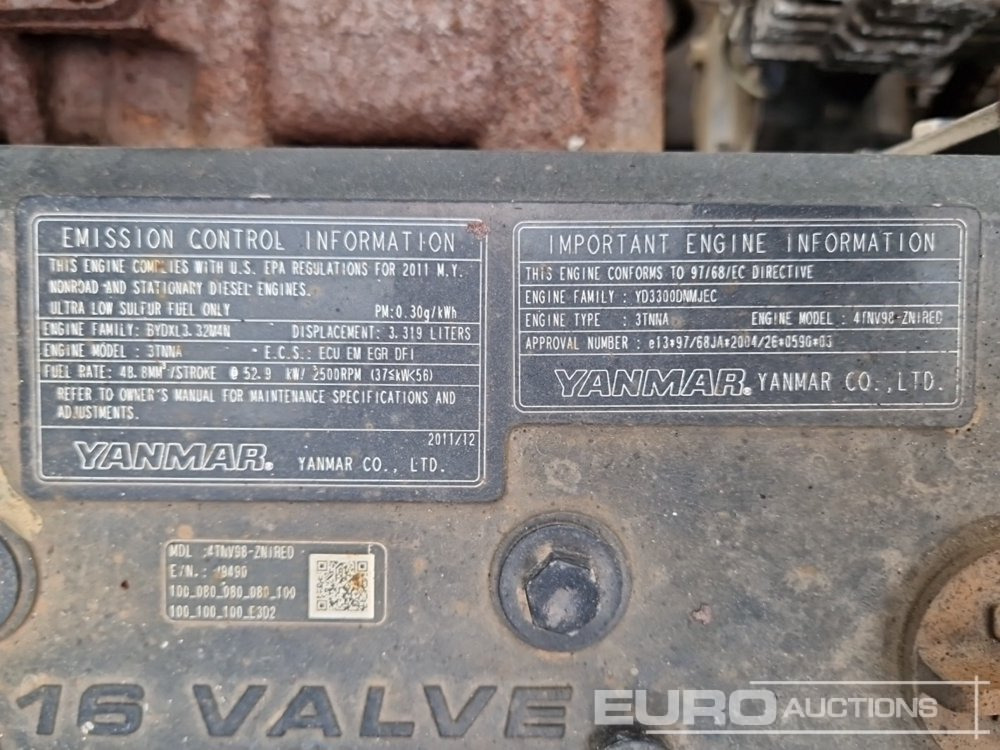 EMISSION CONTROL INFORMATION
THIS ENGINE COMPLIES WITH U.S. EPA REGULATIONS FOR 2011 M.Y.
NONROAD AND STATIONARY DIESEL ENGINES.
ULTRA LOW SULFUR FUEL ONLY PM:0.30g/kWh
ENGINE FAMILY: BYDXL3.32M4N DISPLACEMENT: 3.319 LITERS
ENGINE MODEL: 3TNNA E.C.S.: ECU EM EGR DFI
FUEL RATE: 48.8MM³/STROKE @ 52.9 kW/ 2500RPM (37≤kW<56)
REFER TO OWNER'S MANUAL FOR MAINTENANCE SPECIFICATIONS AND
ADJUSTMENTS.
2011/12
YANMAR® YANMAR CO., LTD.
IMPORTANT ENGINE INFORMATION
THIS ENGINE CONFORMS TO 97/68/EC DIRECTIVE
ENGINE FAMILY : YD3300DNMJEC
ENGINE TYPE : 3TNNA ENGINE MODEL : 4TNV98-ZNIRED
APPROVAL NUMBER : e13*97/68JA*2004/26*0590*03
YANMAR® YANMAR CO.,LTD.
MDL :4TNV98-ZNIRED
E/N.: 
100_080_080_080_100
100_100_100_E3D2
16 VALVE
EURO AUCTIONS